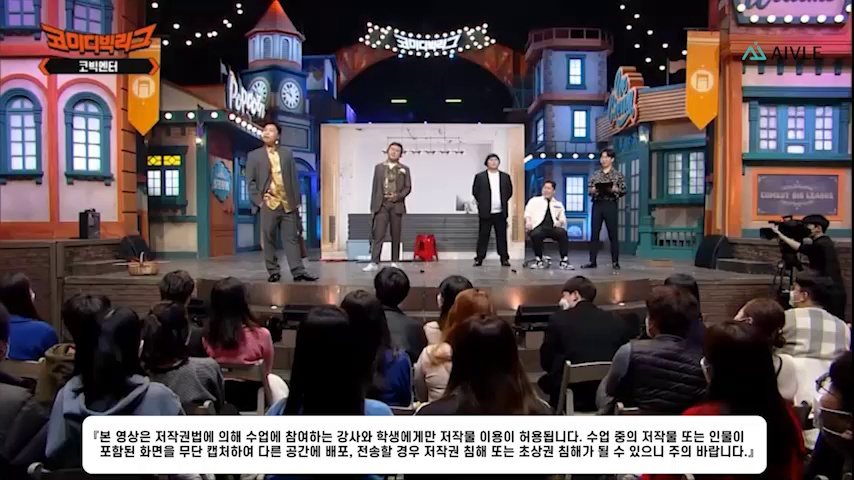 코미디빅리그
코빅엔터
코미디빅리그
AIVLE
Popcorn
COMEDY BIG LEAGUE
『본 영상은 저작권법에 의해 수업에 참여하는 강사와 학생에게만 저작물 이용이 허용됩니다. 수업 중의 저작물 또는 인물이
포함된 화면을 무단 캡처하여 다른 공간에 배포, 전송할 경우 저작권 침해 또는 초상권 침해가 될 수 있으니 주의 바랍니다.』